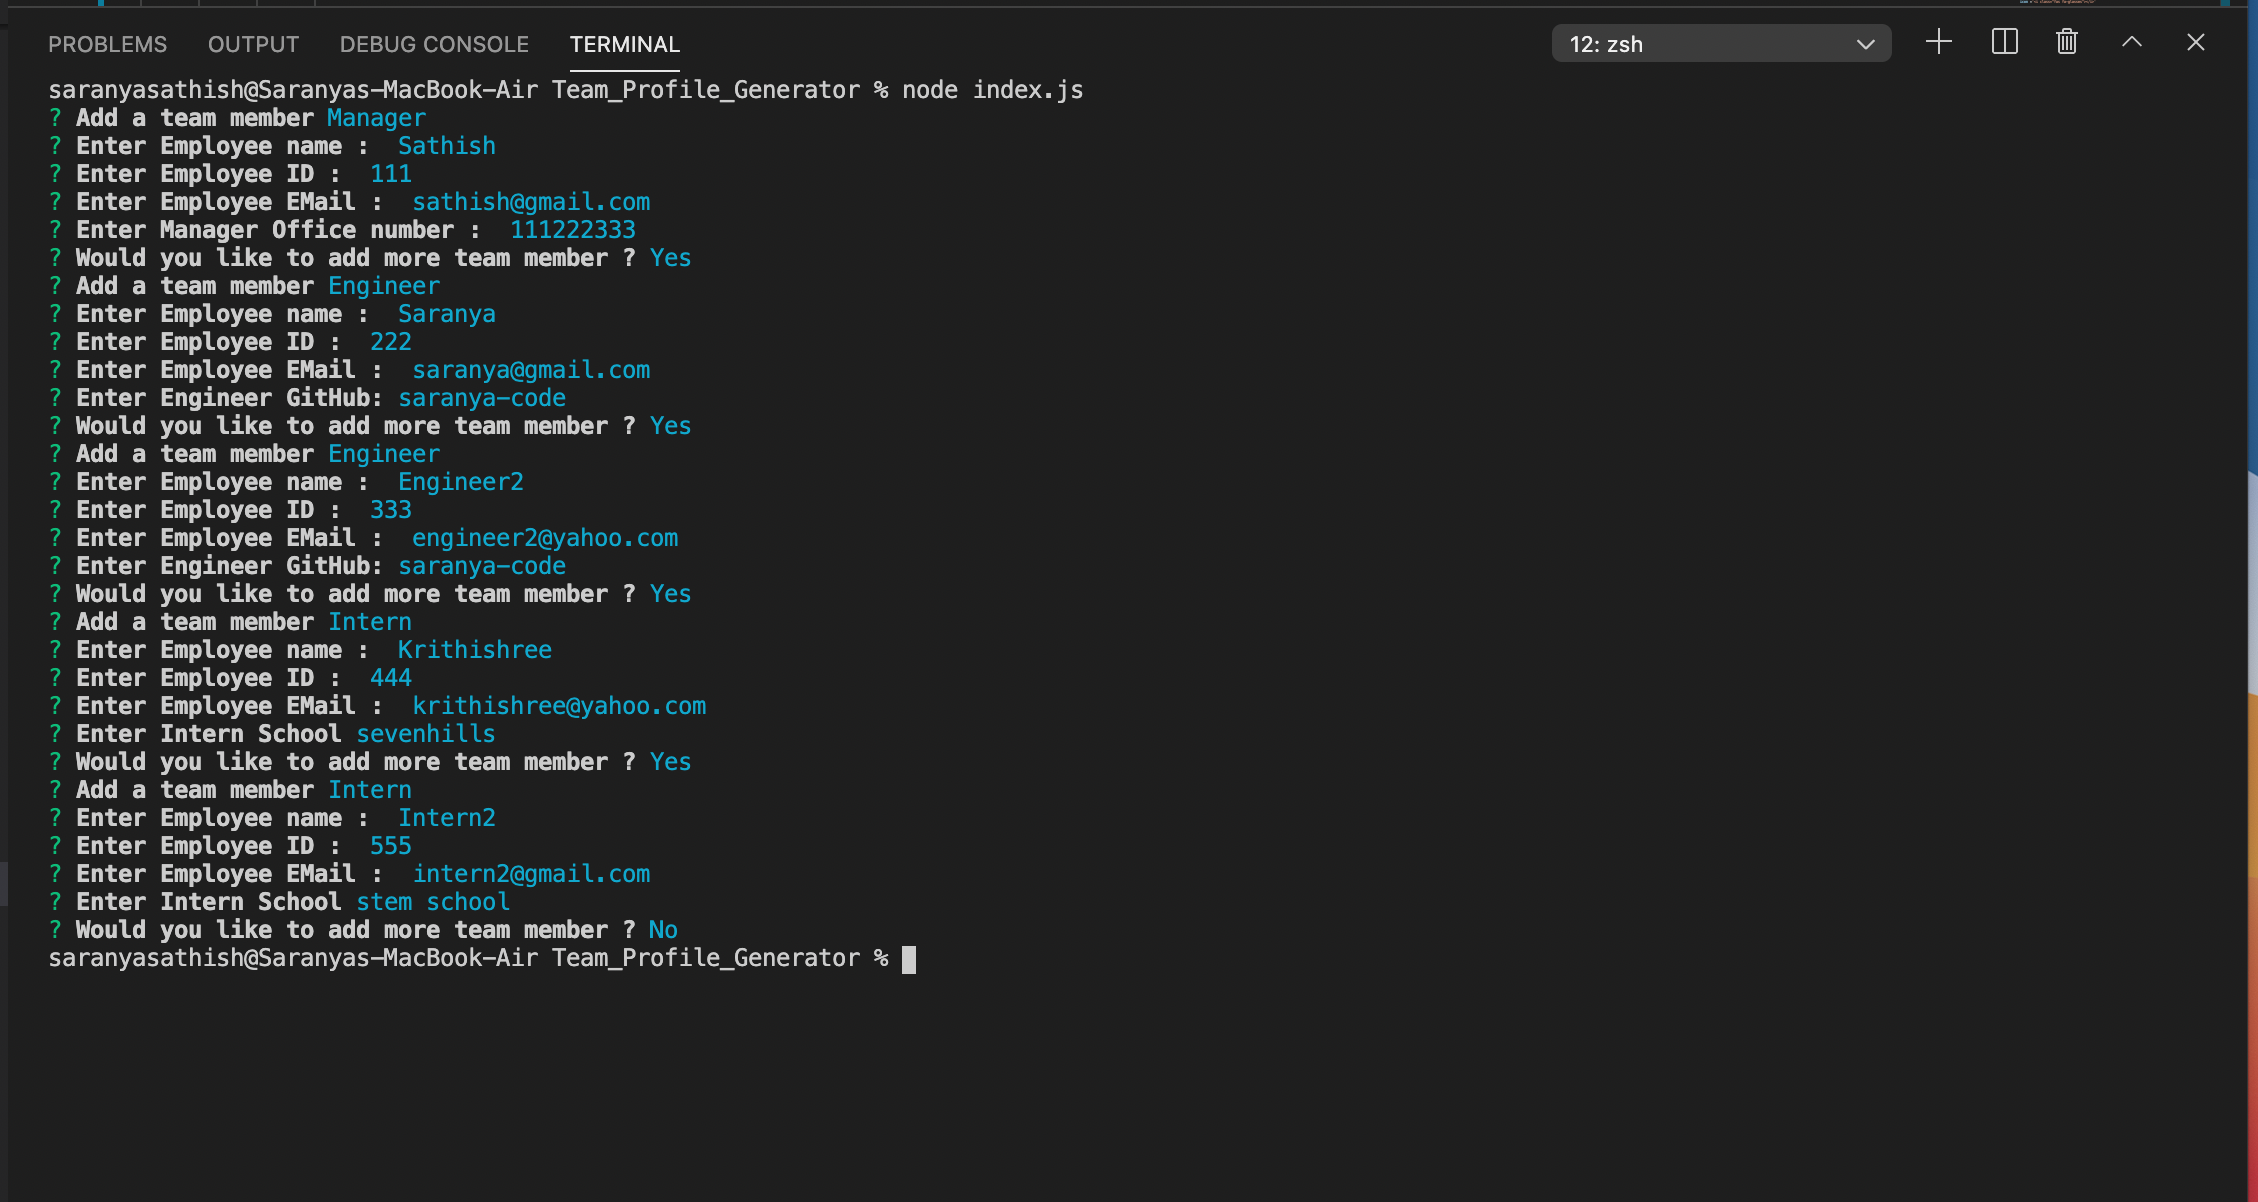 PROBLEMS OUTPUT DEBUG CONSOLE TERMINAL 12: zsh
saranyasathish@Saranyas-MacBook-Air Team_Profile_Generator % node index.js
? Add a team member Manager
? Enter Employee name :  Sathish
? Enter Employee ID :  111
? Enter Employee EMail :  sathish@gmail.com
? Enter Manager Office number :  111222333
? Would you like to add more team member ? Yes
? Add a team member Engineer
? Enter Employee name :  Saranya
? Enter Employee ID :  222
? Enter Employee EMail :  saranya@gmail.com
? Enter Engineer GitHub: saranya-code
? Would you like to add more team member ? Yes
? Add a team member Engineer
? Enter Employee name :  Engineer2
? Enter Employee ID :  333
? Enter Employee EMail :  engineer2@yahoo.com
? Enter Engineer GitHub: saranya-code
? Would you like to add more team member ? Yes
? Add a team member Intern
? Enter Employee name :  Krithishree
? Enter Employee ID :  444
? Enter Employee EMail :  krithishree@yahoo.com
? Enter Intern School sevenhills
? Would you like to add more team member ? Yes
? Add a team member Intern
? Enter Employee name :  Intern2
? Enter Employee ID :  555
? Enter Employee EMail :  intern2@gmail.com
? Enter Intern School stem school
? Would you like to add more team member ? No
saranyasathish@Saranyas-MacBook-Air Team_Profile_Generator %